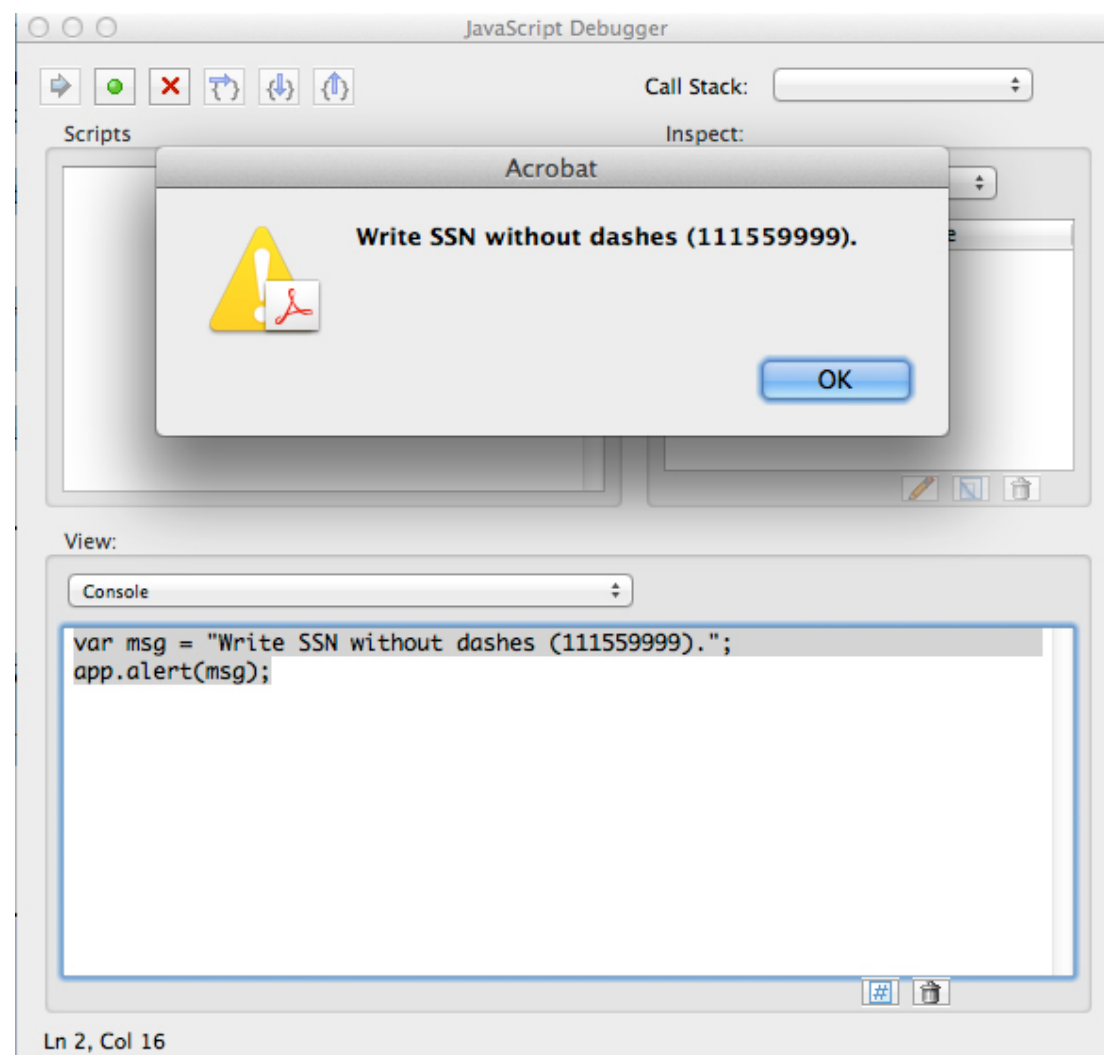 JavaScript Debugger
Call Stack:
Scripts
Inspect:
Acrobat
Write SSN without dashes (111559999).
OK
View:
Console
var msg = "Write SSN without dashes (111559999).";
app.alert(msg);
Ln 2, Col 16